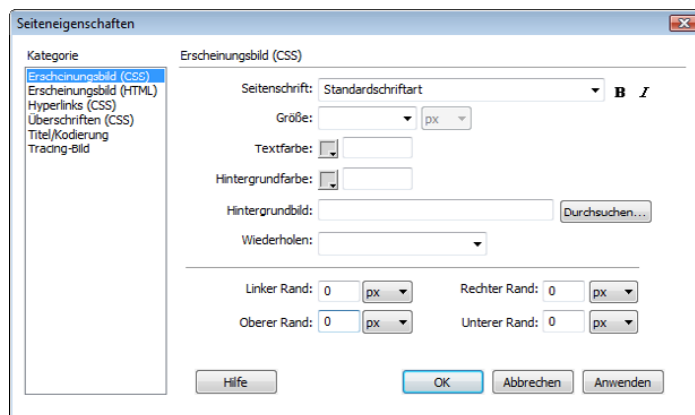 Seiteneigenschaften
Kategorie
Erscheinungsbild (CSS)
Erscheinungsbild (HTML)
Hyperlinks (CSS)
Überschriften (CSS)
Titel/Kodierung
Tracing-Bild
Erscheinungsbild (CSS)
Seitenschrift: Standardschriftart B I
Größe: px
Textfarbe:
Hintergrundfarbe:
Hintergrundbild: Durchsuchen...
Wiederholen:
Linker Rand: 0 px Rechter Rand: 0 px
Oberer Rand: 0 px Unterer Rand: 0 px
Hilfe OK Abbrechen Anwenden